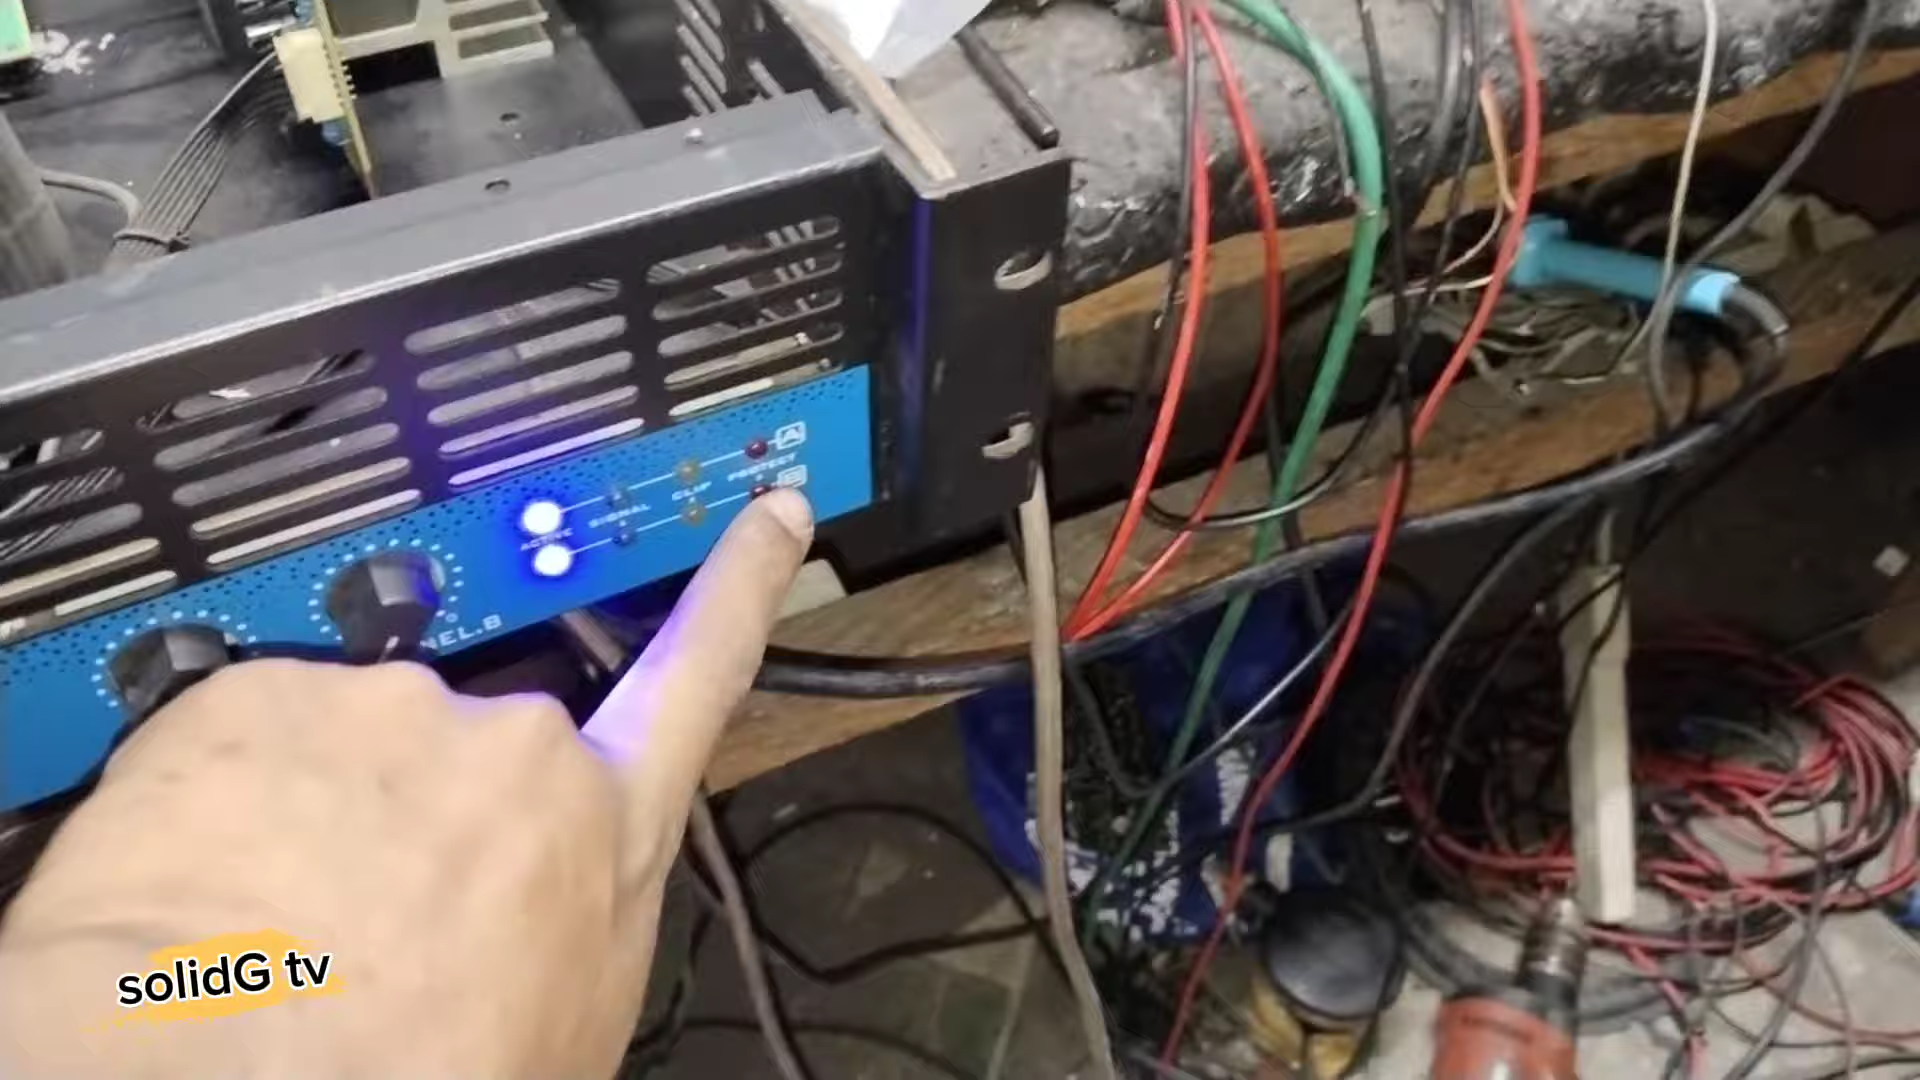 A
PROTECT
CLIP
B
SIGNAL
ACTIVE
NEL.B
solidG tv